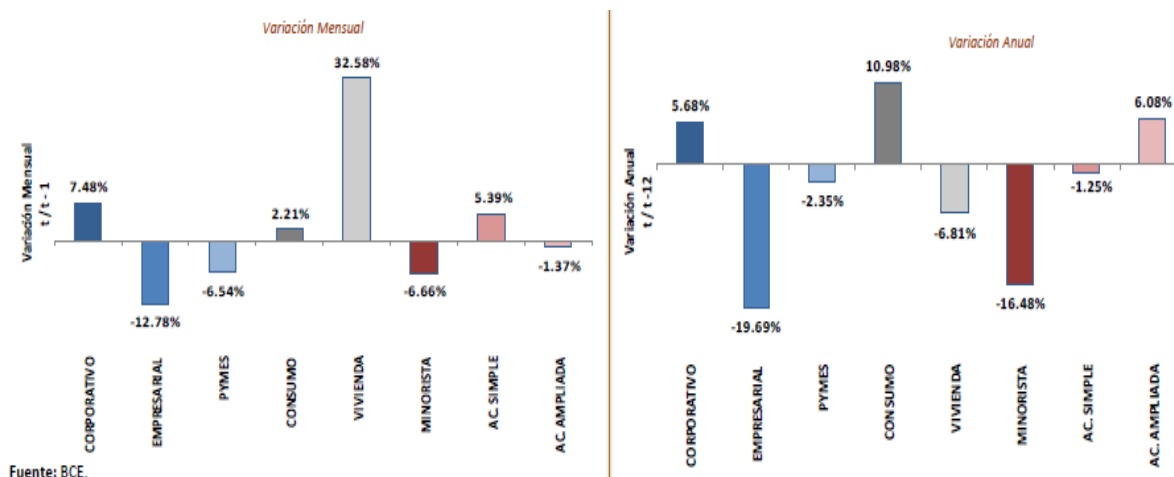 Variación Mensual
32.58%
7.48%
5.39%
2.21%
-1.37%
-6.54%
-6.66%
-12.78%
Variación Mensual
t / t - 1
CORPORATIVO
EMPRESARIAL
PYMES
CONSUMO
VIVIENDA
MINORISTA
AC. SIMPLE
AC. AMPLIADA
Fuente: BCE.
Variación Anual
10.98%
5.68%
6.08%
-2.35%
-1.25%
-6.81%
-16.48%
-19.69%
Variación Anual
t / t -12
CORPORATIVO
EMPRESARIAL
PYMES
CONSUMO
VIVIENDA
MINORISTA
AC. SIMPLE
AC. AMPLIADA